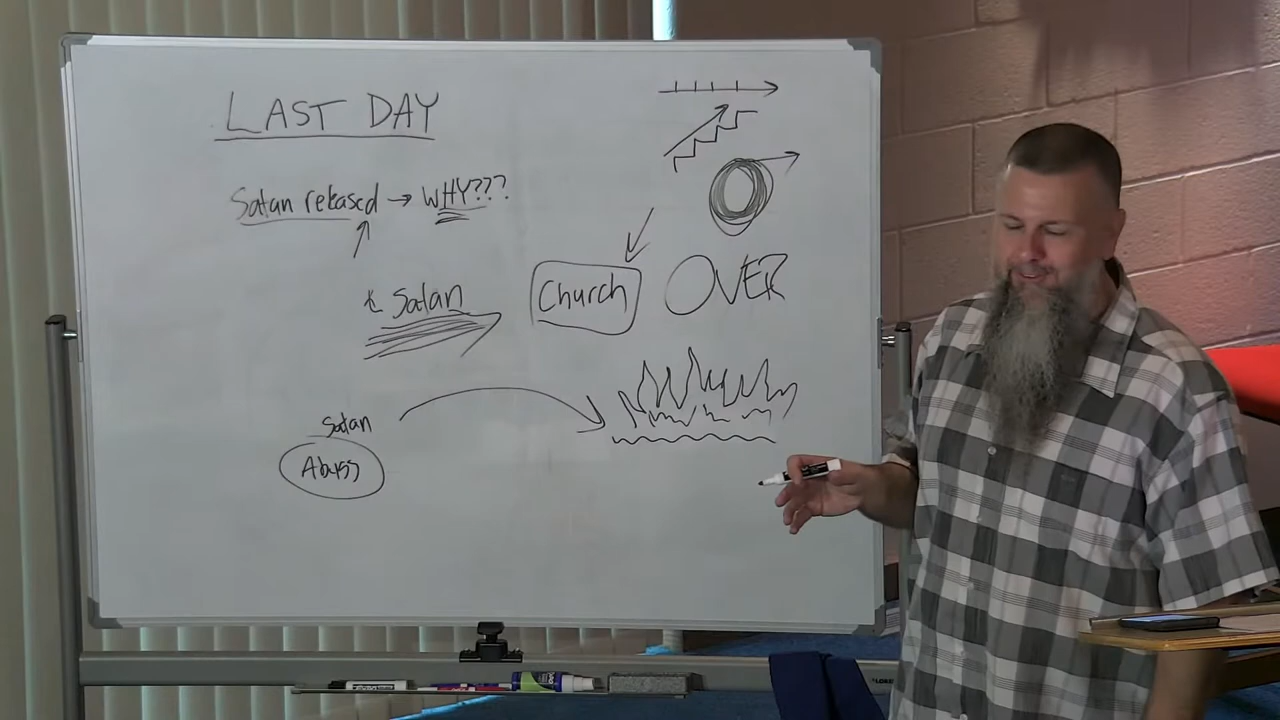 LAST DAY
Satan released → WHY???
Satan
Church
OVER
Satan
Abyss